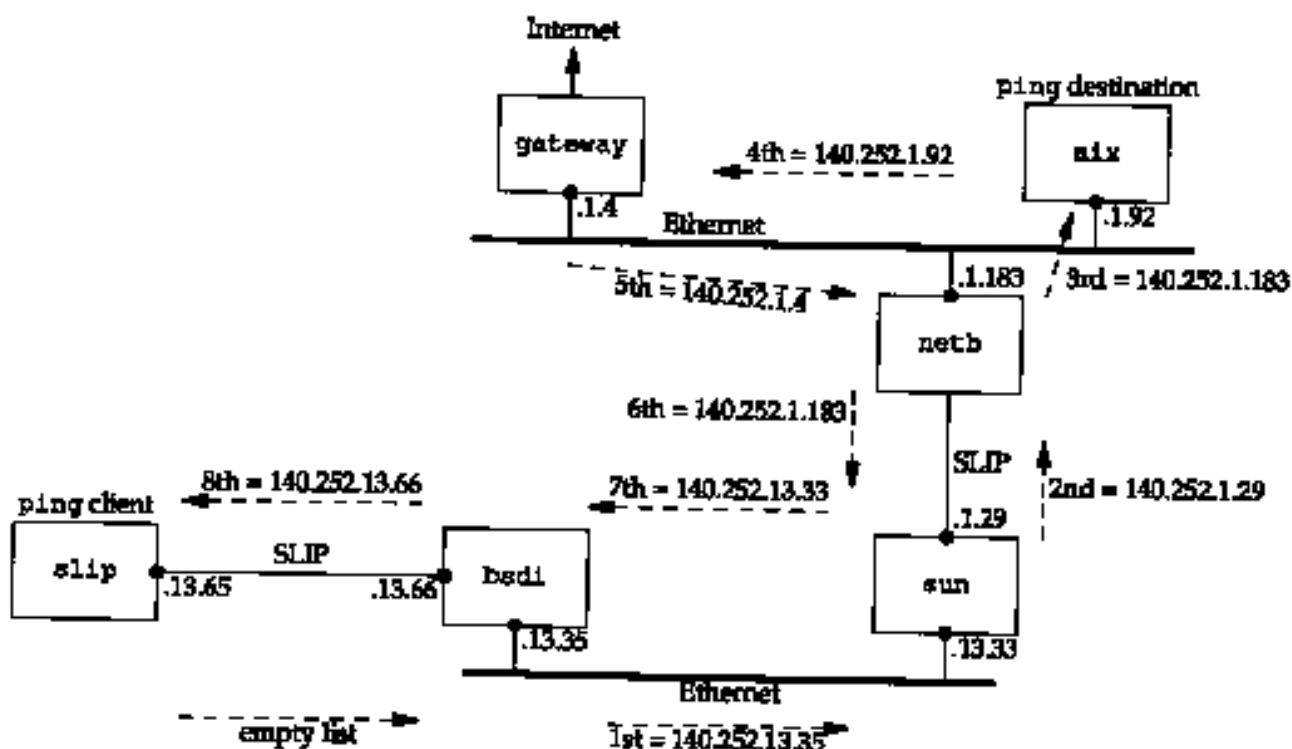 Internet
ping destination
gateway
aix
4th = 140.252.1.92
.1.4
.1.92
Ethernet
.1.183
3rd = 140.252.1.183
5th = 140.252.1.4
netb
6th = 140.252.1.183
SLIP
8th = 140.252.13.66
7th = 140.252.13.33
2nd = 140.252.1.29
ping client
.1.29
slip
SLIP
bsdi
sun
.13.65
.13.66
.13.35
.13.33
Ethernet
empty list
1st = 140.252.13.35